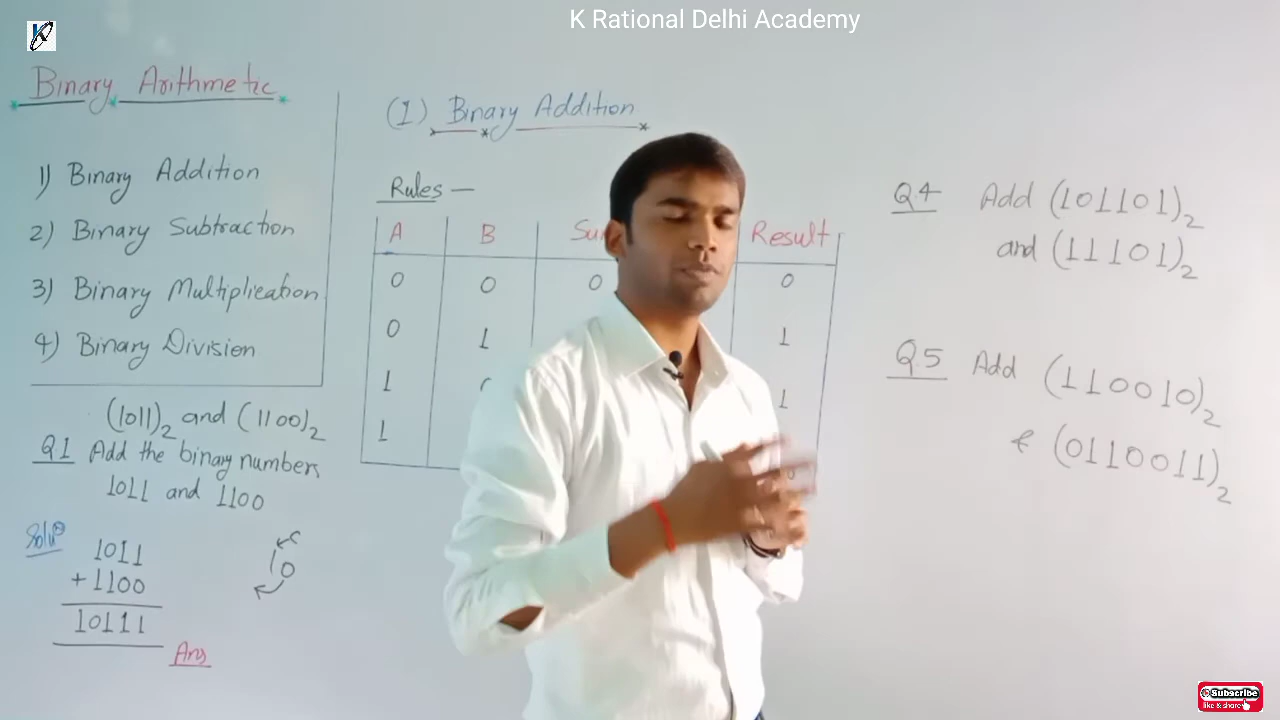 K Rational Delhi Academy
Binary Arithmetic
1) Binary Addition
2) Binary Subtraction
3) Binary Multiplication
4) Binary Division
(1011)2 and (1100)2
Q1 Add the binary numbers
1011 and 1100
Soluⁿ
1011
+ 1100
10111
Ans
10
(1) Binary Addition
Rules —
A B Result
0 0 0 0
0 1 1
1 1
1
Q4 Add (101101)2
and (11101)2
Q5 Add (110010)2
& (0110011)2
Subscribe
like & share